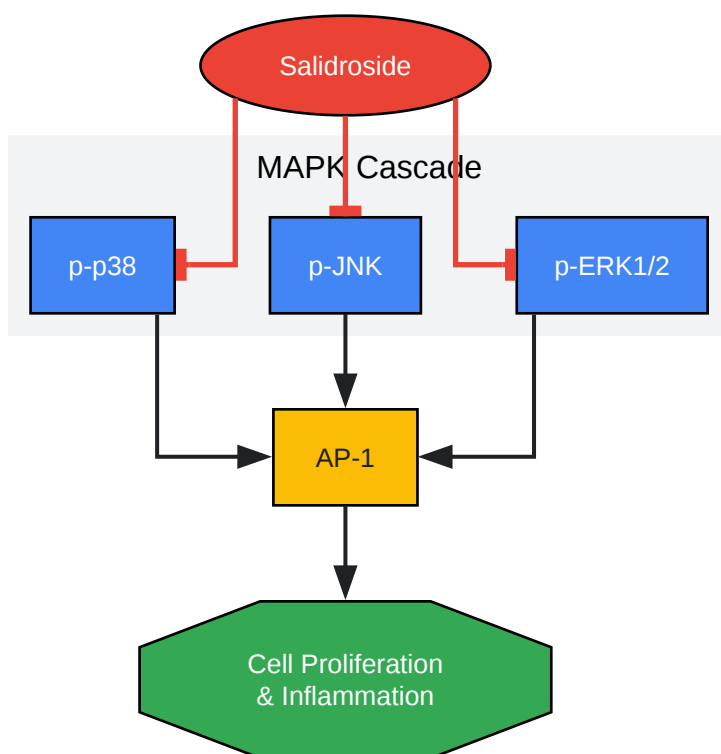 Salidroside
MAPK Cascade
p-p38
p-JNK
p-ERK1/2
AP-1
Cell Proliferation
& Inflammation